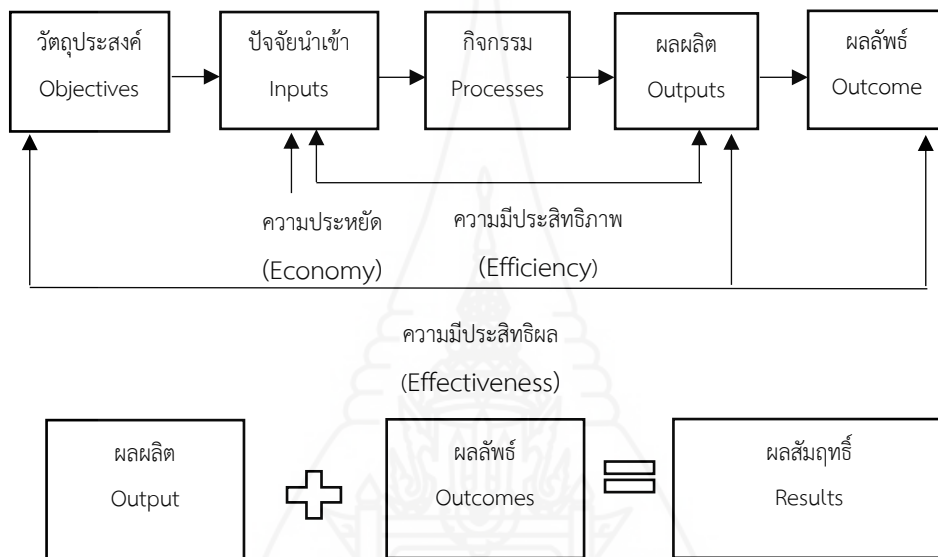 วัตถุประสงค์
Objectives
ปัจจัยนำเข้า
Inputs
กิจกรรม
Processes
ผลผลิต
Outputs
ผลลัพธ์
Outcome
ความประหยัด
(Economy)
ความมีประสิทธิภาพ
(Efficiency)
ความมีประสิทธิผล
(Effectiveness)
ผลผลิต
Output
ผลลัพธ์
Outcomes
ผลสัมฤทธิ์
Results